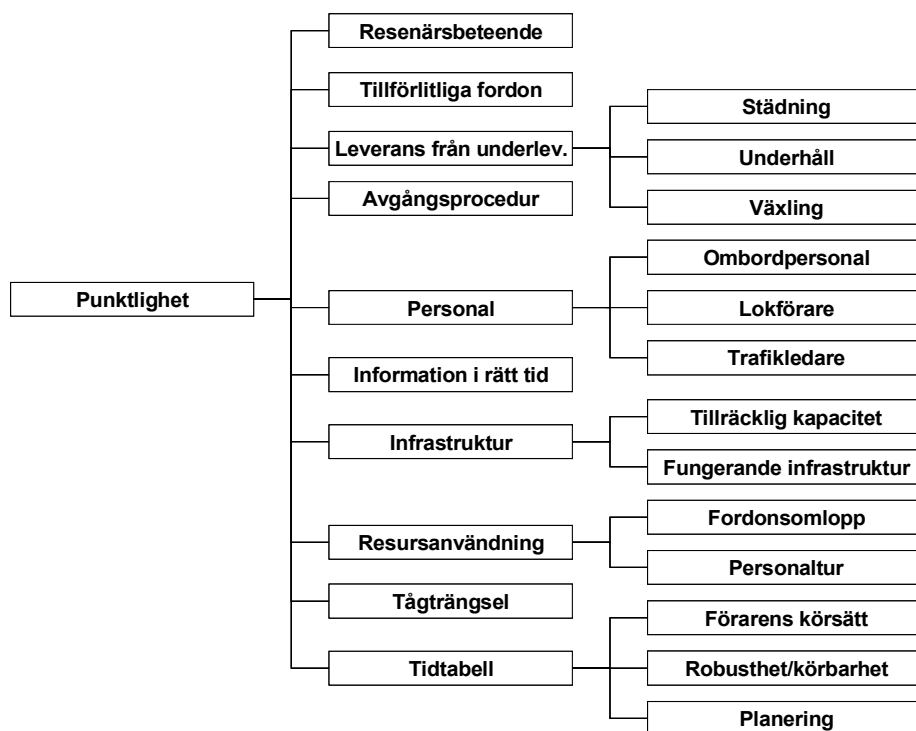 Resenärsbeteende
Tillförlitliga fordon
Städning
Leverans från underlev.
Underhåll
Avgångsprocedur
Växling
Ombordpersonal
Punktlighet
Personal
Lokförare
Trafikledare
Information i rätt tid
Tillräcklig kapacitet
Infrastruktur
Fungerande infrastruktur
Fordonsomlopp
Resursanvändning
Personaltur
Tågträngsel
Förarens körsätt
Tidtabell
Robusthet/körbarhet
Planering